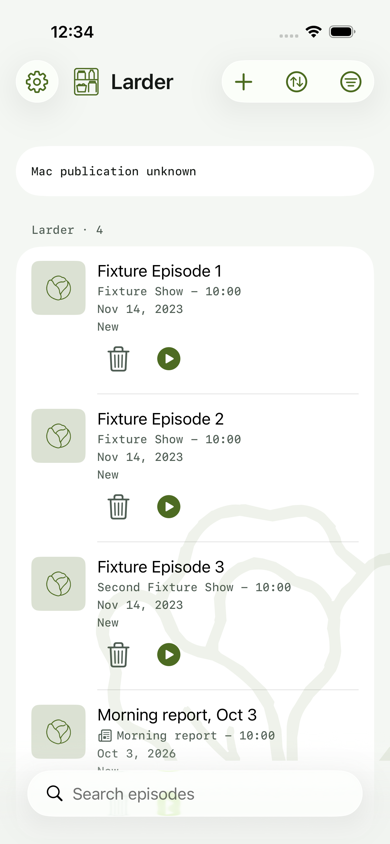 12:34
Larder
Mac publication unknown
Larder · 4
Fixture Episode 1
Fixture Show — 10:00
Nov 14, 2023
New
Fixture Episode 2
Fixture Show — 10:00
Nov 14, 2023
New
Fixture Episode 3
Second Fixture Show — 10:00
Nov 14, 2023
New
Morning report, Oct 3
Morning report — 10:00
Oct 3, 2026
Search episodes